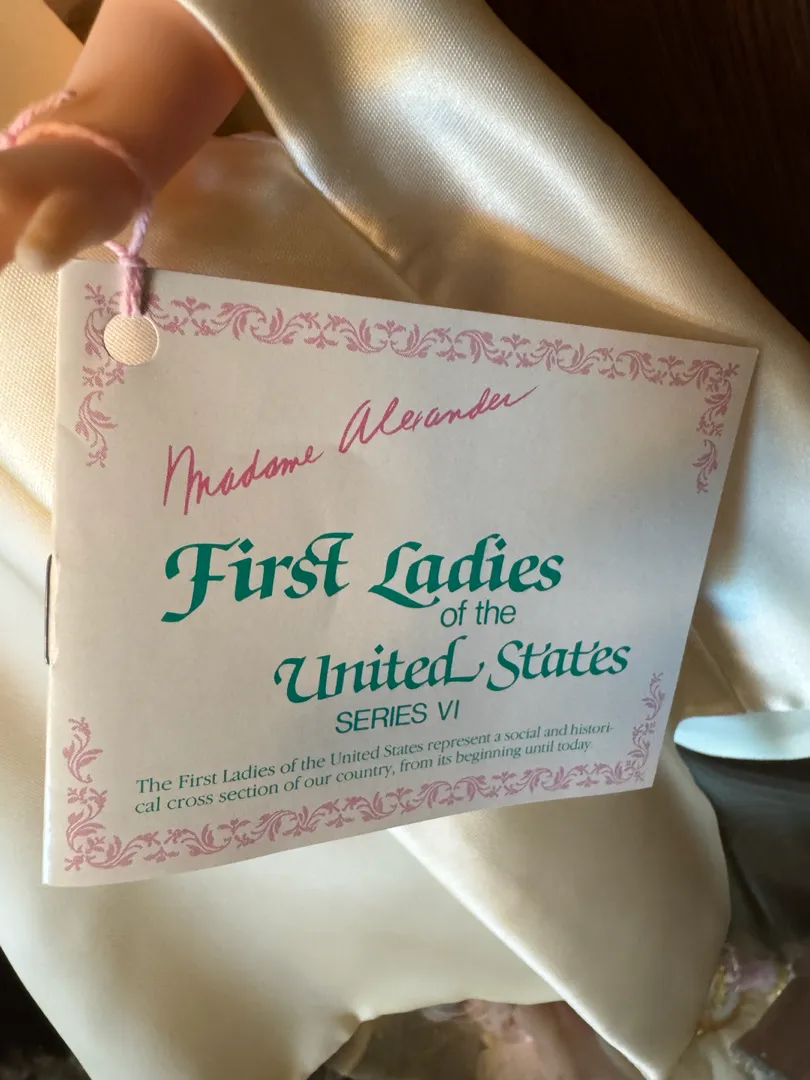 Madame Alexander
First Ladies
of the
United States
SERIES VI
The First Ladies of the United States represent a social and histori-
cal cross section of our country, from its beginning until today.